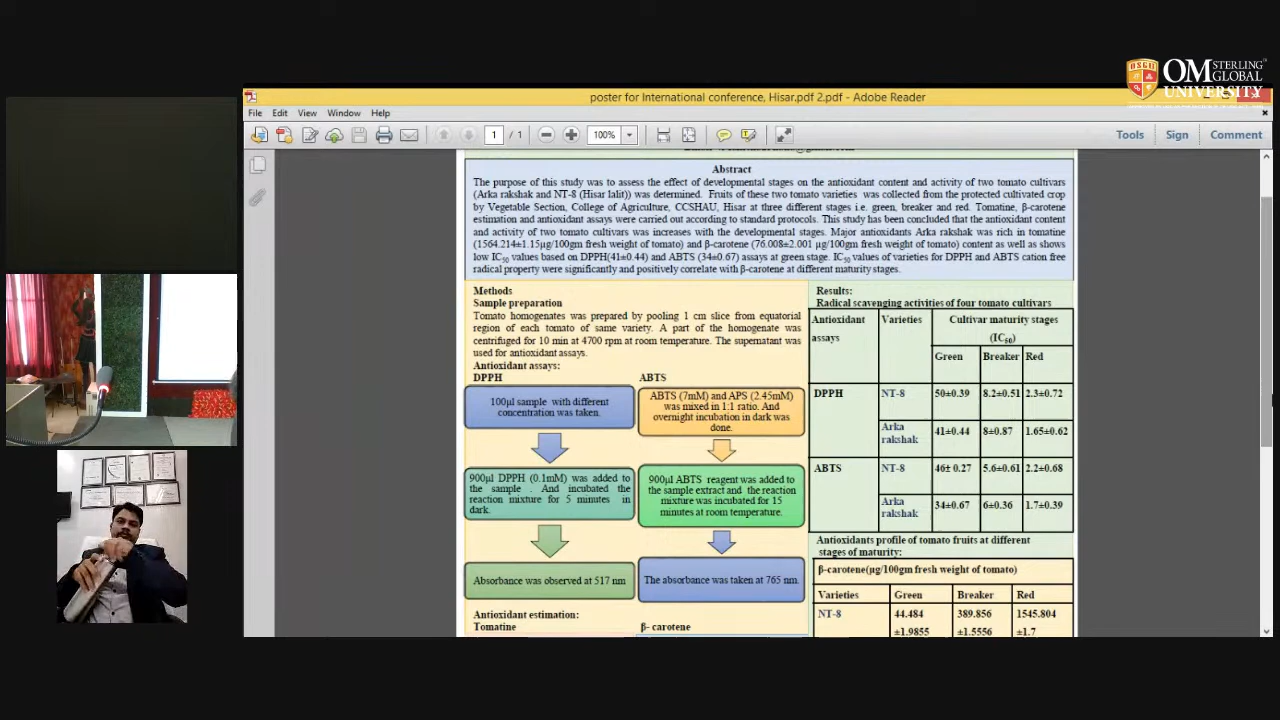 OSGU
OM STERLING GLOBAL UNIVERSITY
poster for International conference, Hisar.pdf 2.pdf - Adobe Reader
File Edit View Window Help
1 / 1 100% Tools Sign Comment
Abstract
The purpose of this study was to assess the effect of developmental stages on the antioxidant content and activity of two tomato cultivars
(Arka rakshak and NT-8 (Hisar lalit)) was determined. Fruits of these two tomato varieties was collected from the protected cultivated crop
by Vegetable Section, College of Agriculture, CCSHAU, Hisar at three different stages i.e. green, breaker and red. Tomatine, β-carotene
estimation and antioxidant assays were carried out according to standard protocols. This study has been concluded that the antioxidant content
and activity of two tomato cultivars was increases with the developmental stages. Major antioxidants Arka rakshak was rich in tomatine
(1564.214±1.15µg/100gm fresh weight of tomato) and β-carotene (76.008±2.001 µg/100gm fresh weight of tomato) content as well as shows
low IC50 values based on DPPH(41±0.44) and ABTS (34±0.67) assays at green stage. IC50 values of varieties for DPPH and ABTS cation free
radical property were significantly and positively correlate with β-carotene at different maturity stages.
Methods
Sample preparation
Tomato homogenates was prepared by pooling 1 cm slice from equatorial
region of each tomato of same variety. A part of the homogenate was
centrifuged for 10 min at 4700 rpm at room temperature. The supernatant was
used for antioxidant assays.
Antioxidant assays:
DPPH ABTS
100µl sample with different
concentration was taken.
ABTS (7mM) and APS (2.45mM)
was mixed in 1:1 ratio. And
overnight incubation in dark was
done.
900µl DPPH (0.1mM) was added to
the sample . And incubated the
reaction mixture for 5 minutes in
dark.
900µl ABTS reagent was added to
the sample extract and the reaction
mixture was incubated for 15
minutes at room temperature.
Absorbance was observed at 517 nm
The absorbance was taken at 765 nm.
Antioxidant estimation:
Tomatine β- carotene
Results:
Radical scavenging activities of four tomato cultivars
Antioxidant assays Varieties Cultivar maturity stages
(IC50)
Green Breaker Red
DPPH NT-8 50±0.39 8.2±0.51 2.3±0.72
Arka rakshak 41±0.44 8±0.87 1.65±0.62
ABTS NT-8 46± 0.27 5.6±0.61 2.2±0.68
Arka rakshak 34±0.67 6±0.36 1.7±0.39
Antioxidants profile of tomato fruits at different
stages of maturity:
β-carotene(µg/100gm fresh weight of tomato)
Varieties Green Breaker Red
NT-8 44.484 389.856 1545.804
±1.9855 ±1.5556 ±1.7